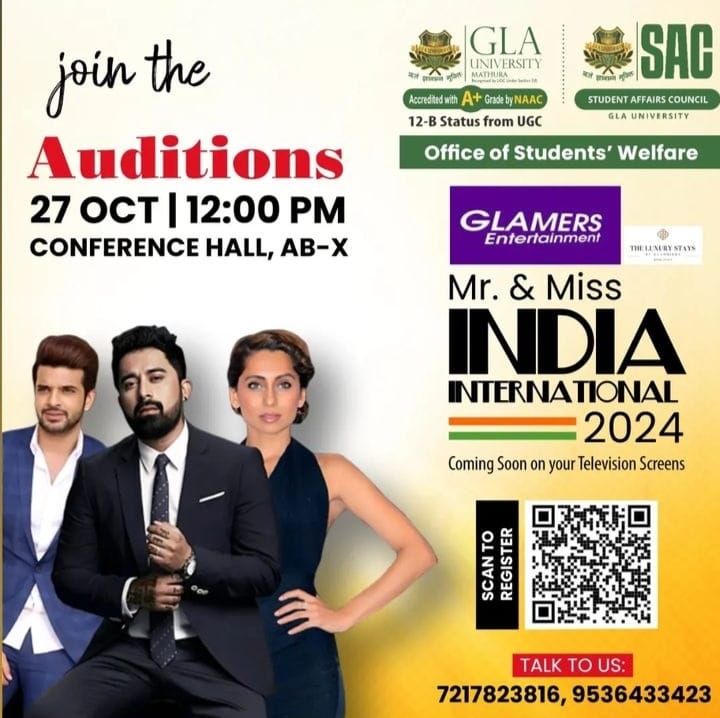 join the
Auditions
27 OCT | 12:00 PM
CONFERENCE HALL, AB-X
GLA
UNIVERSITY
MATHURA
Accredited with A+ Grade by NAAC
12-B Status from UGC
SAC
STUDENT AFFAIRS COUNCIL
GLA UNIVERSITY
Office of Students' Welfare
GLAMERS
Entertainment
THE LUXURY STAYS
Mr. & Miss
INDIA
INTERNATIONAL
2024
Coming Soon on your Television Screens
SCAN TO
REGISTER
TALK TO US:
7217823816, 9536433423